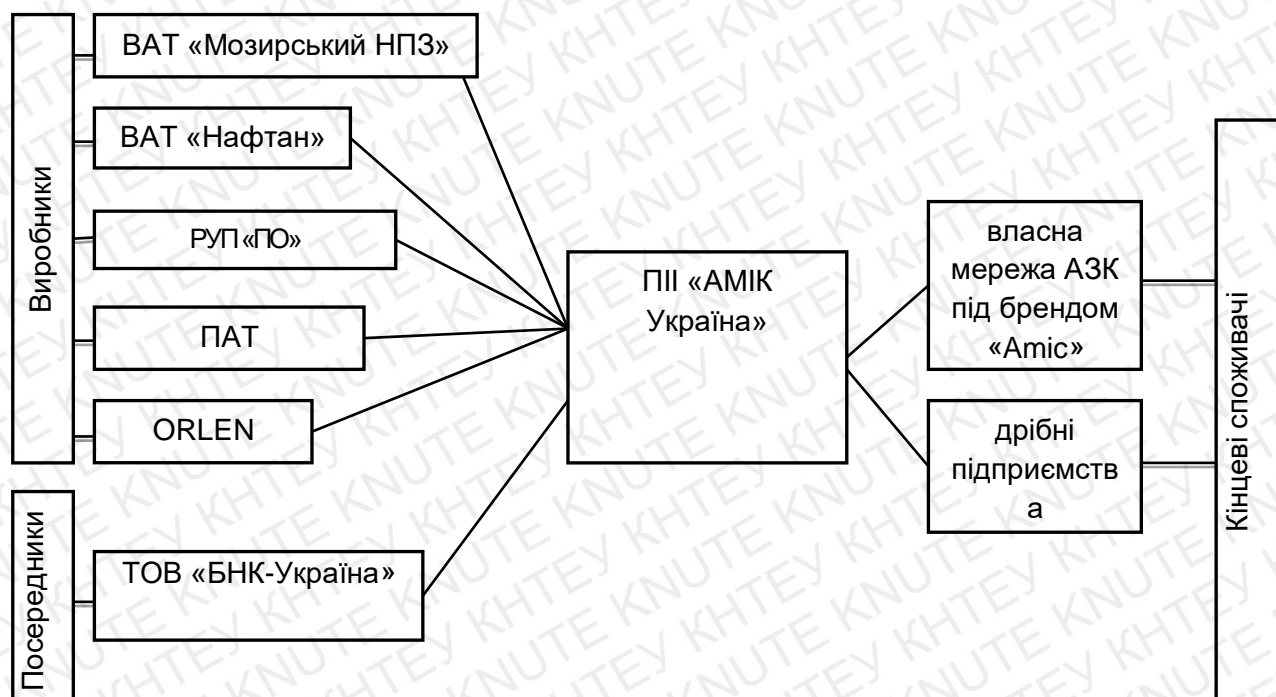 Виробники
ВАТ «Мозирський НПЗ»
ВАТ «Нафтан»
РУП «ПО»
ПАТ
ORLEN
Посередники
ТОВ «БНК-Україна»
ПІІ «АМІК
Україна»
власна
мережа АЗК
під брендом
«Amic»
дрібні
підприємств
а
Кінцеві споживачі